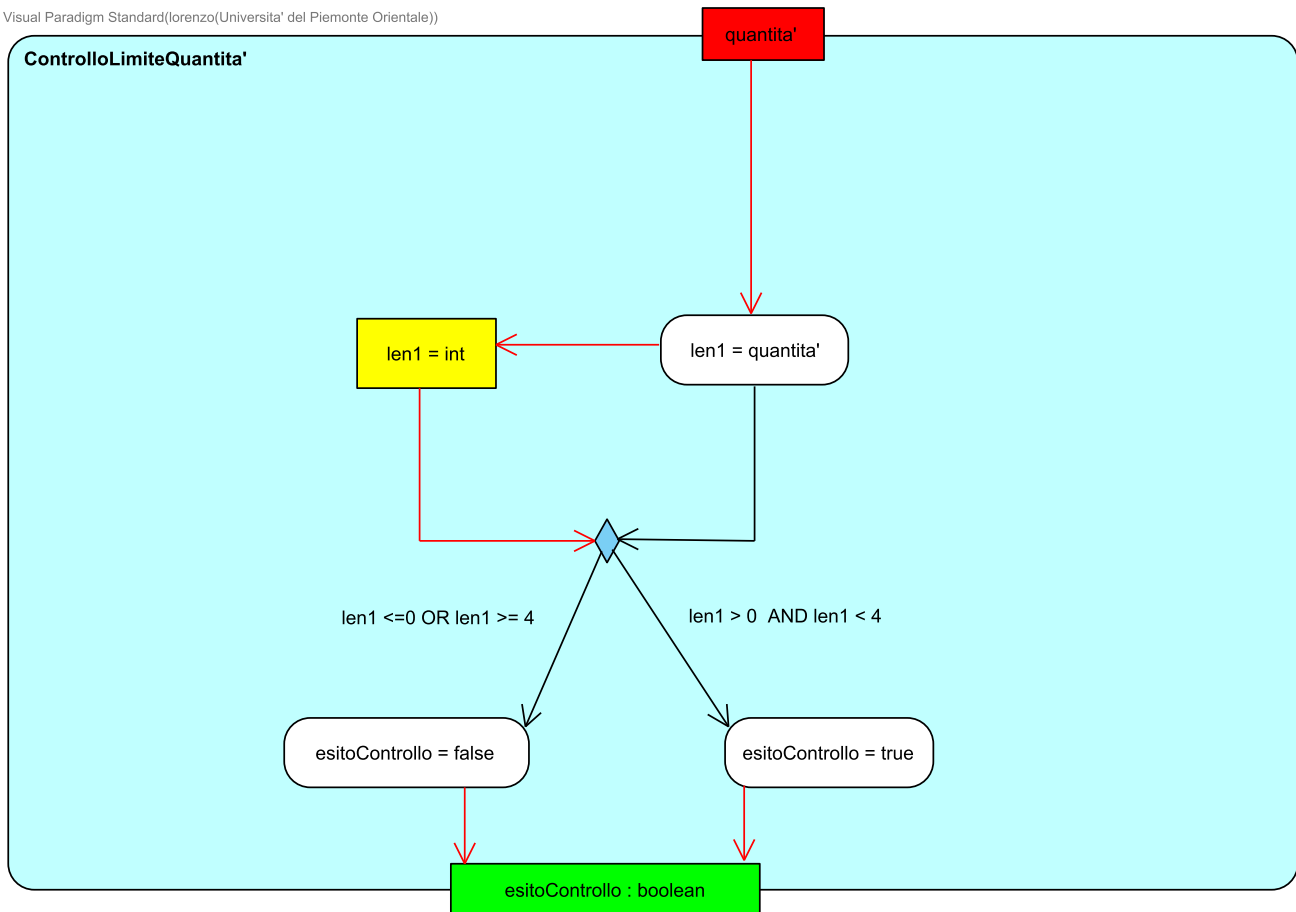 Visual Paradigm Standard(lorenzo(Universita' del Piemonte Orientale))
quantita'
ControlloLimiteQuantita'
len1 = int
len1 = quantita'
len1 <=0 OR len1 >= 4
len1 > 0  AND len1 < 4
esitoControllo = false
esitoControllo = true
esitoControllo : boolean